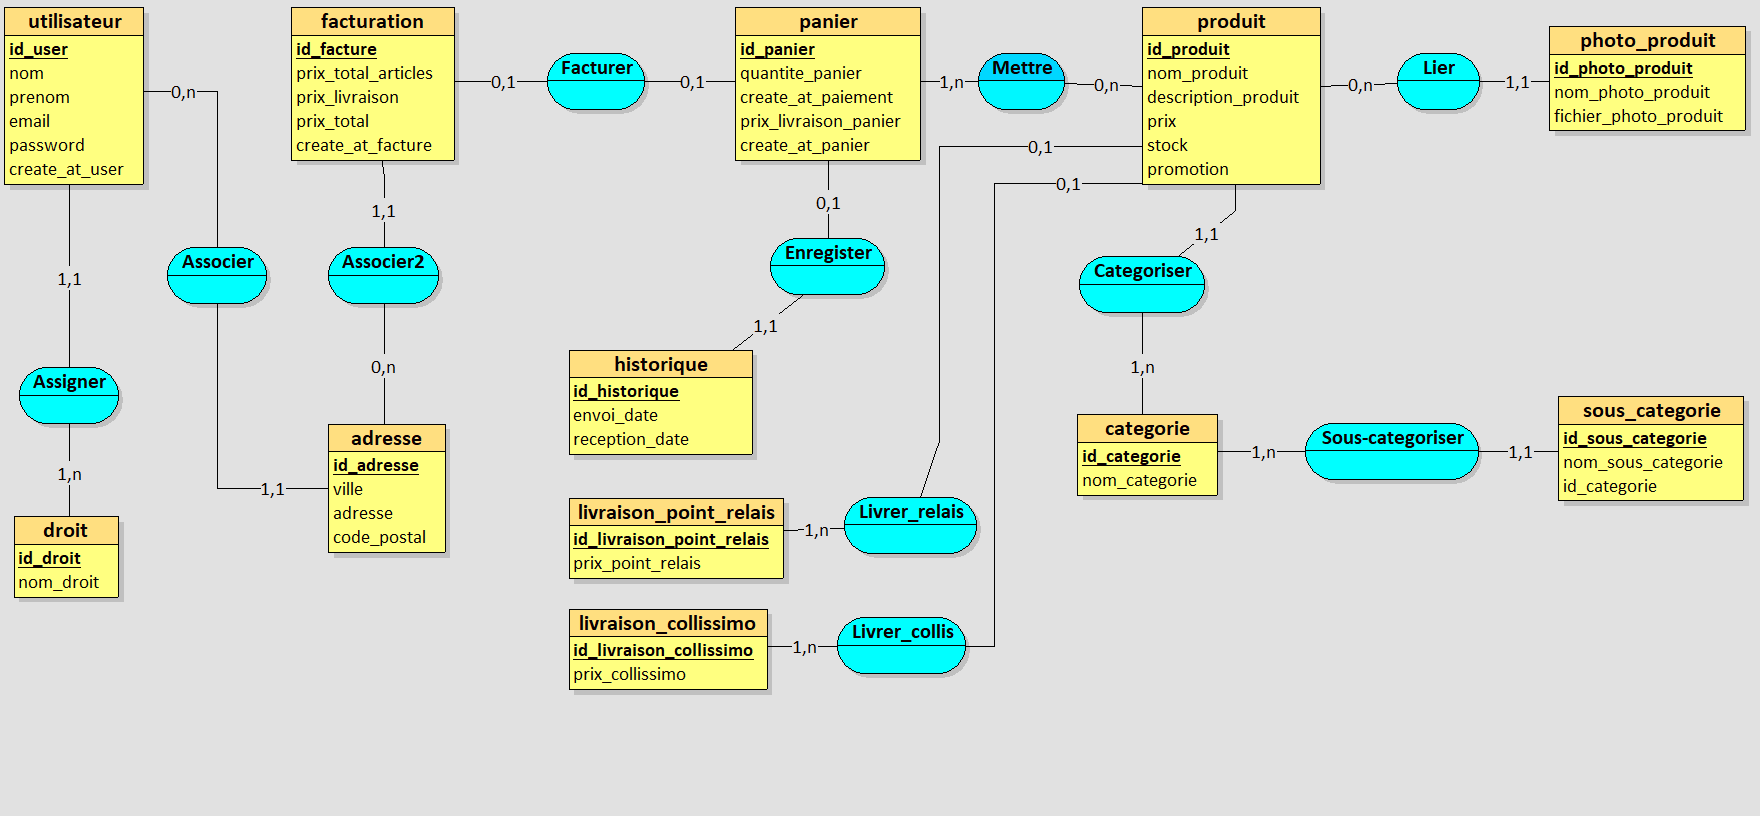 utilisateur
id_user
nom
prenom
email
password
create_at_user
facturation
id_facture
prix_total_articles
prix_livraison
prix_total
create_at_facture
panier
id_panier
quantite_panier
create_at_paiement
prix_livraison_panier
create_at_panier
produit
id_produit
nom_produit
description_produit
prix
stock
promotion
photo_produit
id_photo_produit
nom_photo_produit
fichier_photo_produit
0,n
0,1
Facturer
0,1
1,n
Mettre
0,n
0,n
Lier
1,1
0,1
0,1
1,1
0,1
1,1
1,1
Associer
Associer2
Enregister
Categoriser
1,1
0,n
1,n
Assigner
historique
id_historique
envoi_date
reception_date
1,n
adresse
id_adresse
ville
adresse
code_postal
1,1
categorie
id_categorie
nom_categorie
1,n
Sous-categoriser
1,1
sous_categorie
id_sous_categorie
nom_sous_categorie
id_categorie
droit
id_droit
nom_droit
livraison_point_relais
id_livraison_point_relais
prix_point_relais
1,n
Livrer_relais
livraison_collissimo
id_livraison_collissimo
prix_collissimo
1,n
Livrer_collis